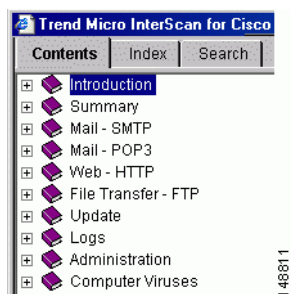 Trend Micro InterScan for Cisco
Contents Index Search
Introduction
Summary
Mail - SMTP
Mail - POP3
Web - HTTP
File Transfer - FTP
Update
Logs
Administration
Computer Viruses
148811